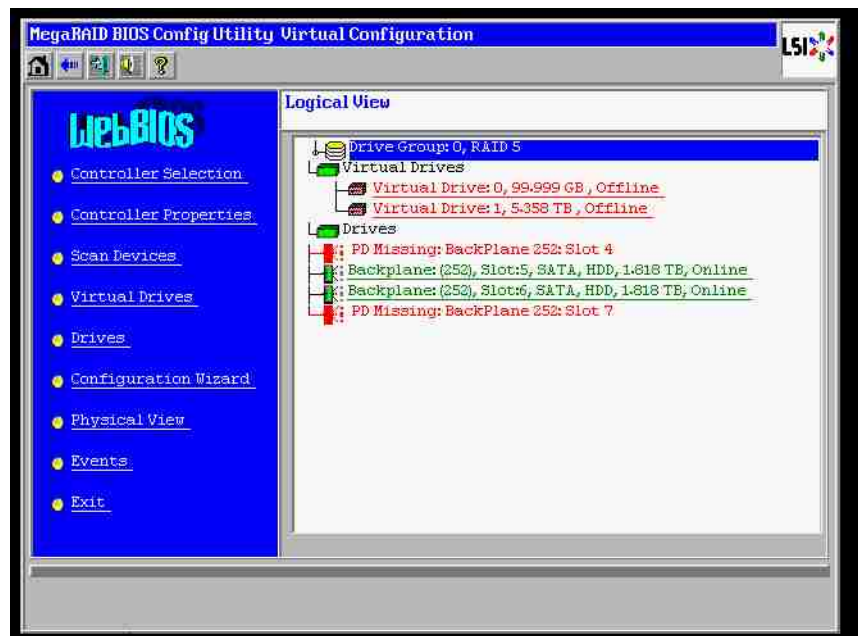 MegaRAID BIOS Config Utility Virtual Configuration
LSI
?
WebBIOS
Controller Selection
Controller Properties
Scan Devices
Virtual Drives
Drives
Configuration Wizard
Physical View
Events
Exit
Logical View
Drive Group: 0, RAID 5
Virtual Drives
Virtual Drive: 0, 99.999 GB, Offline
Virtual Drive: 1, 5.358 TB, Offline
Drives
PD Missing: BackPlane 252: Slot 4
Backplane: (252), Slot:5, SATA, HDD, 1.818 TB, Online
Backplane: (252), Slot:6, SATA, HDD, 1.818 TB, Online
PD Missing: BackPlane 252: Slot 7